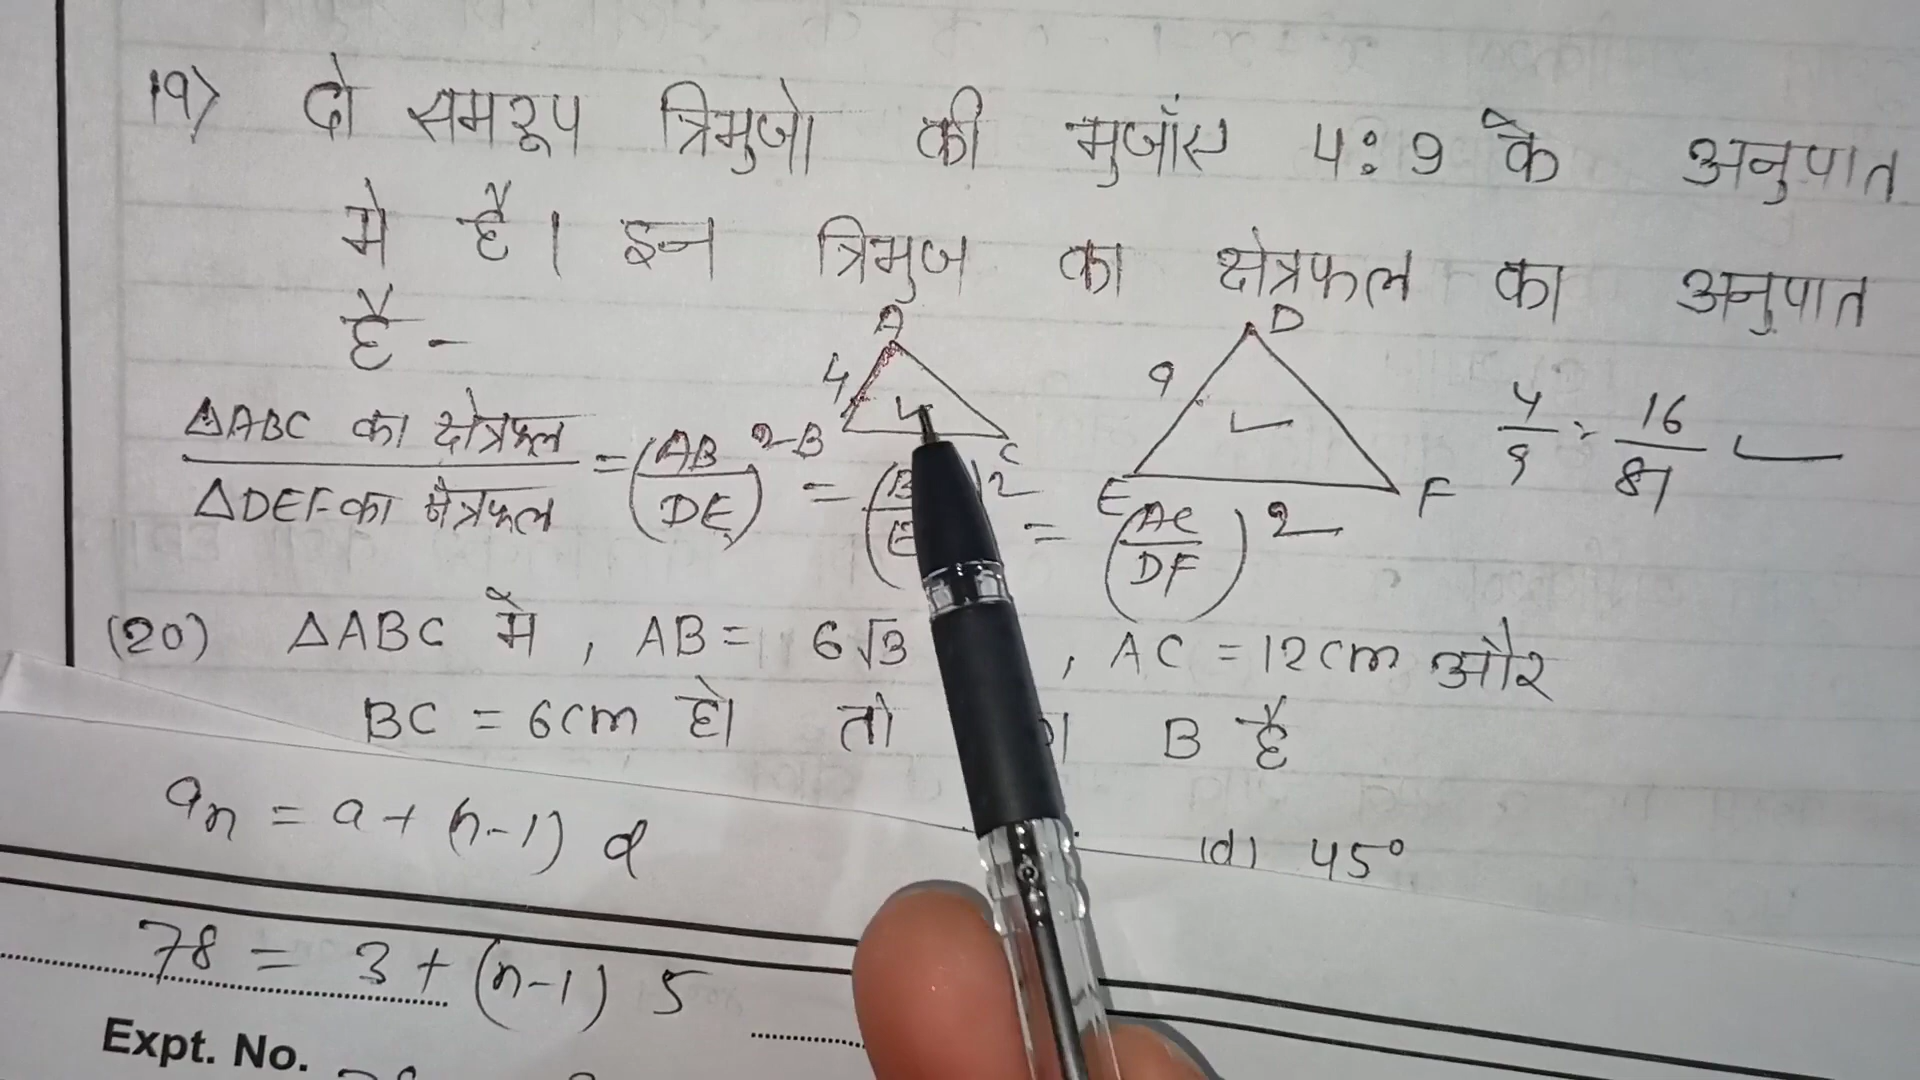 19) दो समरूप त्रिभुजो की भुजाँए 4:9 के अनुपात
मे है। इन त्रिभुज का क्षेत्रफल का अनुपात
है -
A
4
B
C
D
9
E
F
4/9 = 16/81
ΔABC का क्षेत्रफल / ΔDEF का क्षेत्रफल = (AB/DE)² = ( )² = (AC/DF)²
(20) ΔABC मे, AB = 6√3 , AC = 12cm और
BC = 6cm हो तो B है
(d) 45°
an = a + (n-1) d
78 = 3 + (n-1) 5
Expt. No.